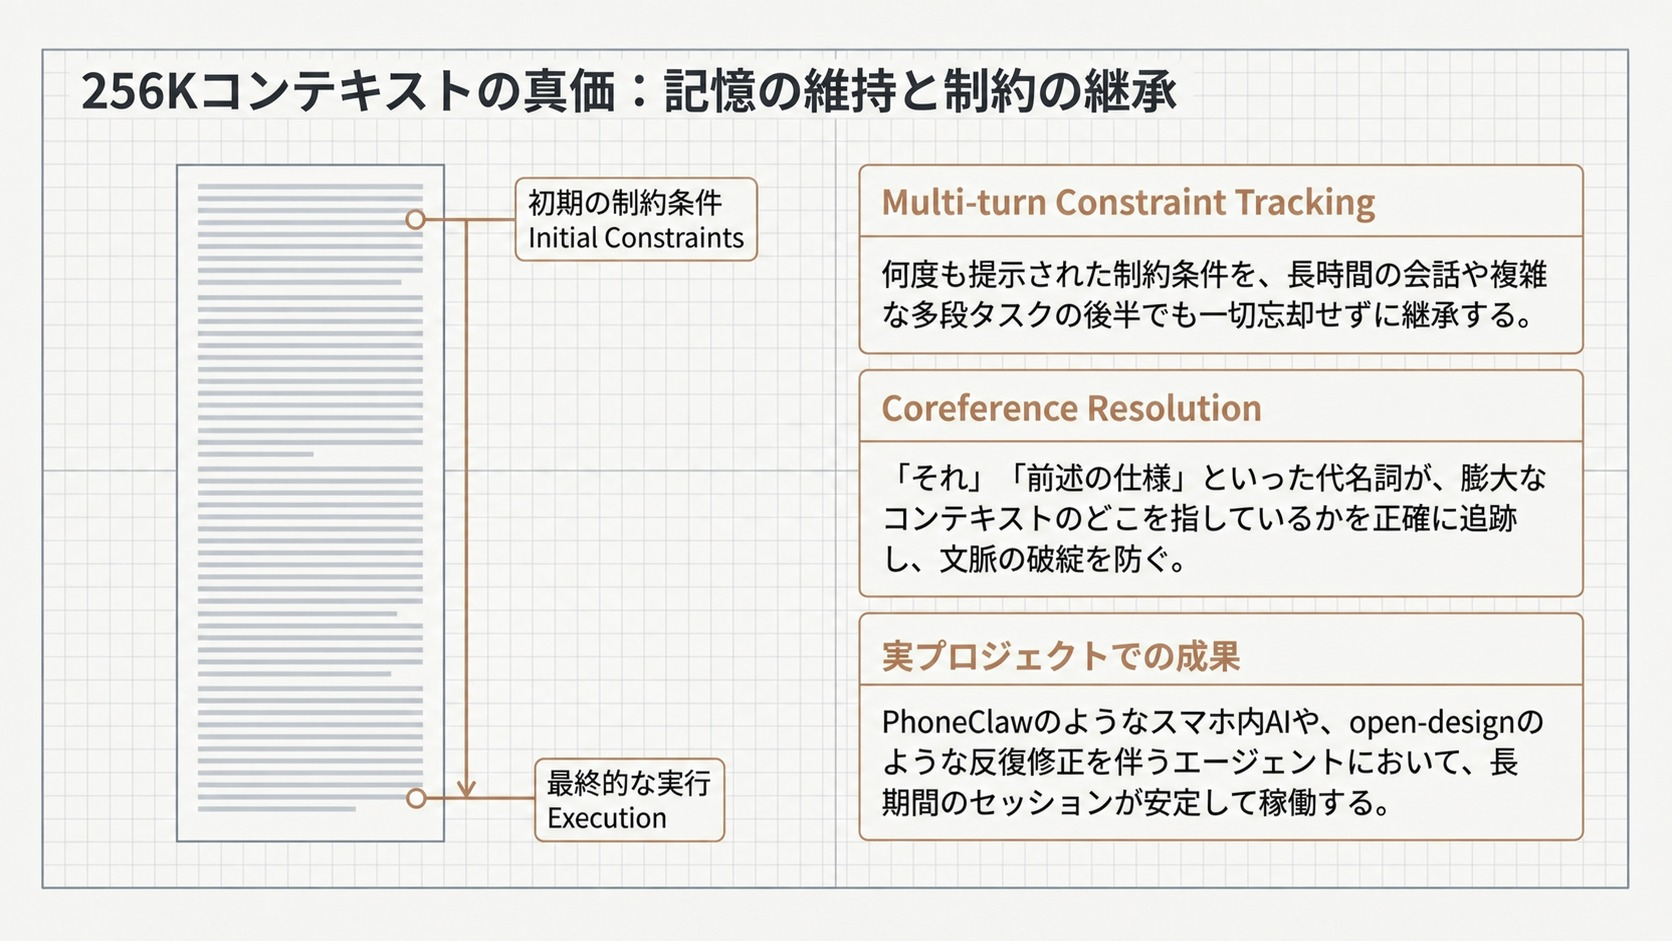 256Kコンテキストの真価：記憶の維持と制約の継承
初期の制約条件
Initial Constraints
最終的な実行
Execution
Multi-turn Constraint Tracking
何度も提示された制約条件を、長時間の会話や複雑
な多段タスクの後半でも一切忘却せずに継承する。
Coreference Resolution
「それ」「前述の仕様」といった代名詞が、膨大な
コンテキストのどこを指しているかを正確に追跡
し、文脈の破綻を防ぐ。
実プロジェクトでの成果
PhoneClawのようなスマホ内AIや、open-designの
ような反復修正を伴うエージェントにおいて、長
期間のセッションが安定して稼働する。